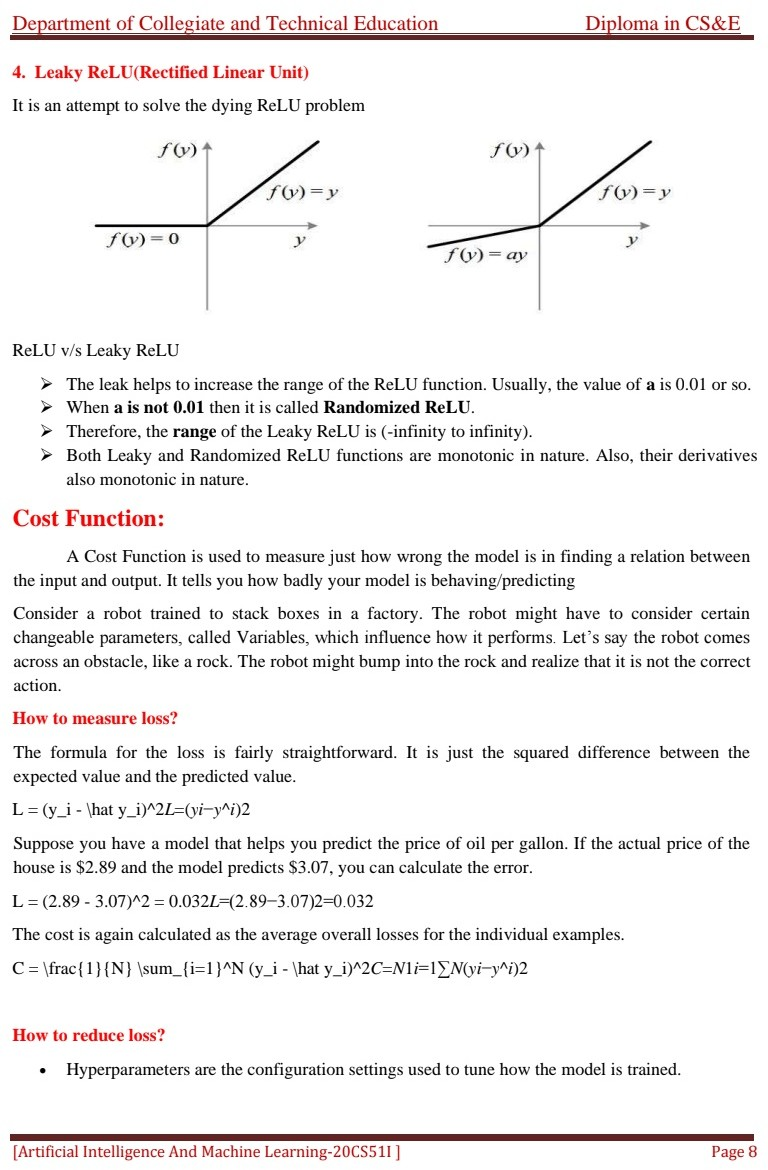 Department of Collegiate and Technical Education Diploma in CS&E
4. Leaky ReLU(Rectified Linear Unit)
It is an attempt to solve the dying ReLU problem
f(y) f(y)
f(y) = y f(y) = y
f(y) = 0 y f(y) = ay y
ReLU v/s Leaky ReLU
➢ The leak helps to increase the range of the ReLU function. Usually, the value of a is 0.01 or so.
➢ When a is not 0.01 then it is called Randomized ReLU.
➢ Therefore, the range of the Leaky ReLU is (-infinity to infinity).
➢ Both Leaky and Randomized ReLU functions are monotonic in nature. Also, their derivatives
also monotonic in nature.
Cost Function:
A Cost Function is used to measure just how wrong the model is in finding a relation between
the input and output. It tells you how badly your model is behaving/predicting
Consider a robot trained to stack boxes in a factory. The robot might have to consider certain
changeable parameters, called Variables, which influence how it performs. Let's say the robot comes
across an obstacle, like a rock. The robot might bump into the rock and realize that it is not the correct
action.
How to measure loss?
The formula for the loss is fairly straightforward. It is just the squared difference between the
expected value and the predicted value.
L = (y_i - \hat y_i)^2L=(yi−y^i)2
Suppose you have a model that helps you predict the price of oil per gallon. If the actual price of the
house is $2.89 and the model predicts $3.07, you can calculate the error.
L = (2.89 - 3.07)^2 = 0.032L=(2.89−3.07)2=0.032
The cost is again calculated as the average overall losses for the individual examples.
C = \frac{1}{N} \sum_{i=1}^N (y_i - \hat y_i)^2C=N1i=1∑N(yi−y^i)2
How to reduce loss?
• Hyperparameters are the configuration settings used to tune how the model is trained.
[Artificial Intelligence And Machine Learning-20CS51I ] Page 8